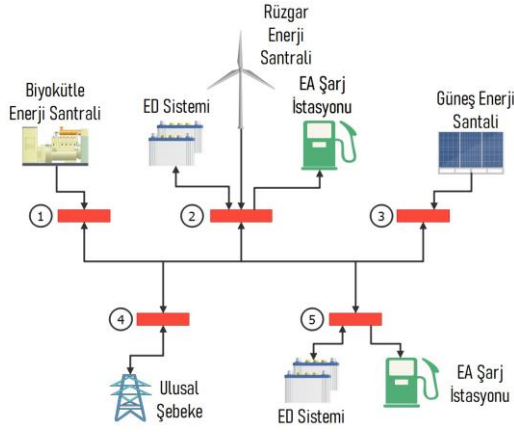 Rüzgar
Enerji
Santrali
Biyokütle
Enerji Santrali
ED Sistemi
EA Şarj
İstasyonu
Güneş Enerji
Santali
1
2
3
4
5
Ulusal
Şebeke
ED Sistemi
EA Şarj
İstasyonu